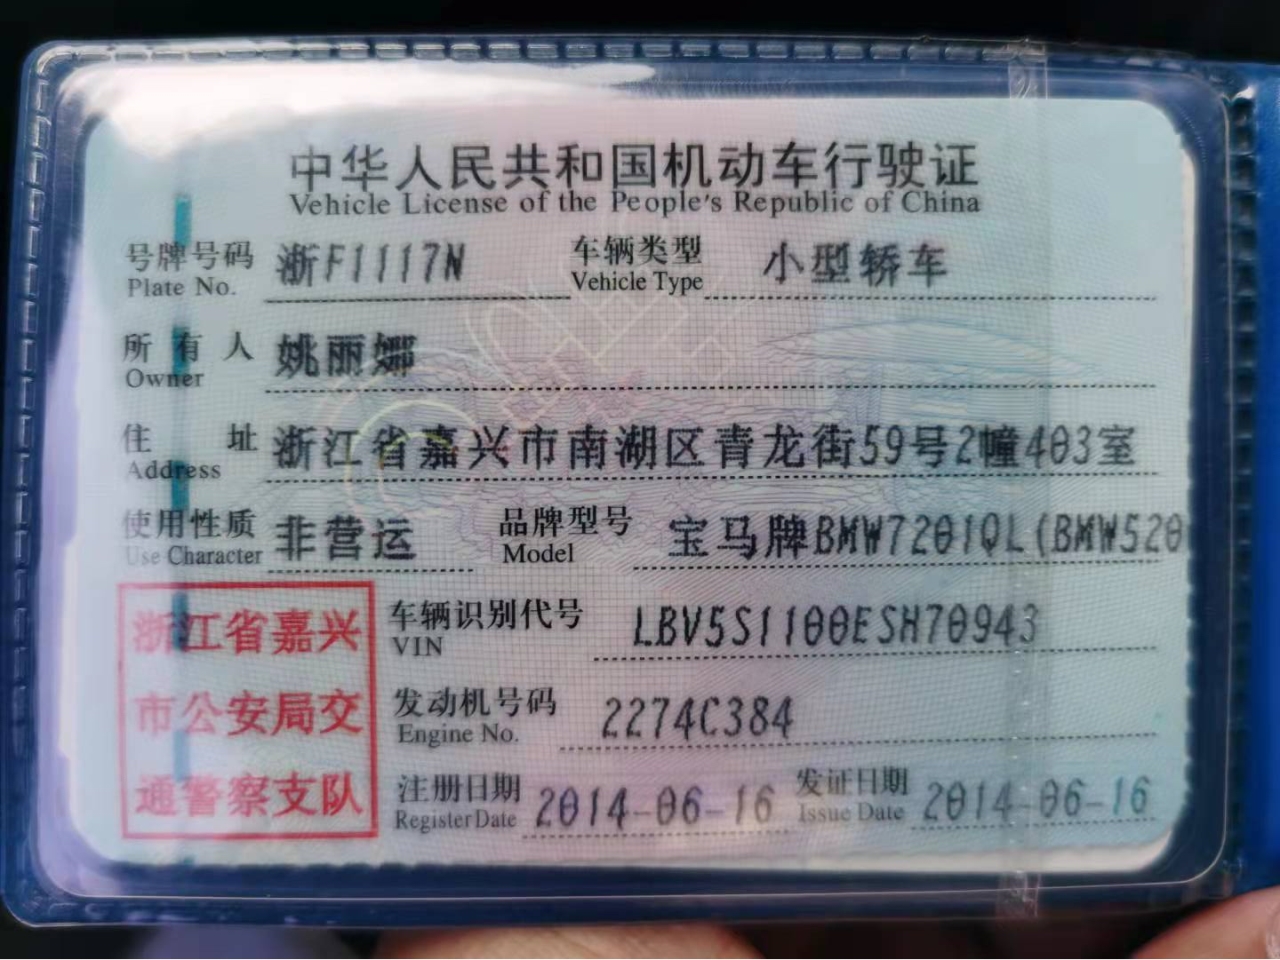 中华人民共和国机动车行驶证
Vehicle License of the People's Republic of China
号牌号码 浙F1117N 车辆类型 小型轿车
Plate No. Vehicle Type
所有人 姚丽娜
Owner
住址 浙江省嘉兴市南湖区青龙街59号2幢403室
Address
使用性质 非营运 品牌型号 宝马牌BMW7201QL(BMW520
Use Character Model
浙江省嘉兴
市公安局交
通警察支队
车辆识别代号 LBV5S1100ESH70943
VIN
发动机号码 2274C384
Engine No.
注册日期 2014-06-16 发证日期 2014-06-16
Register Date Issue Date